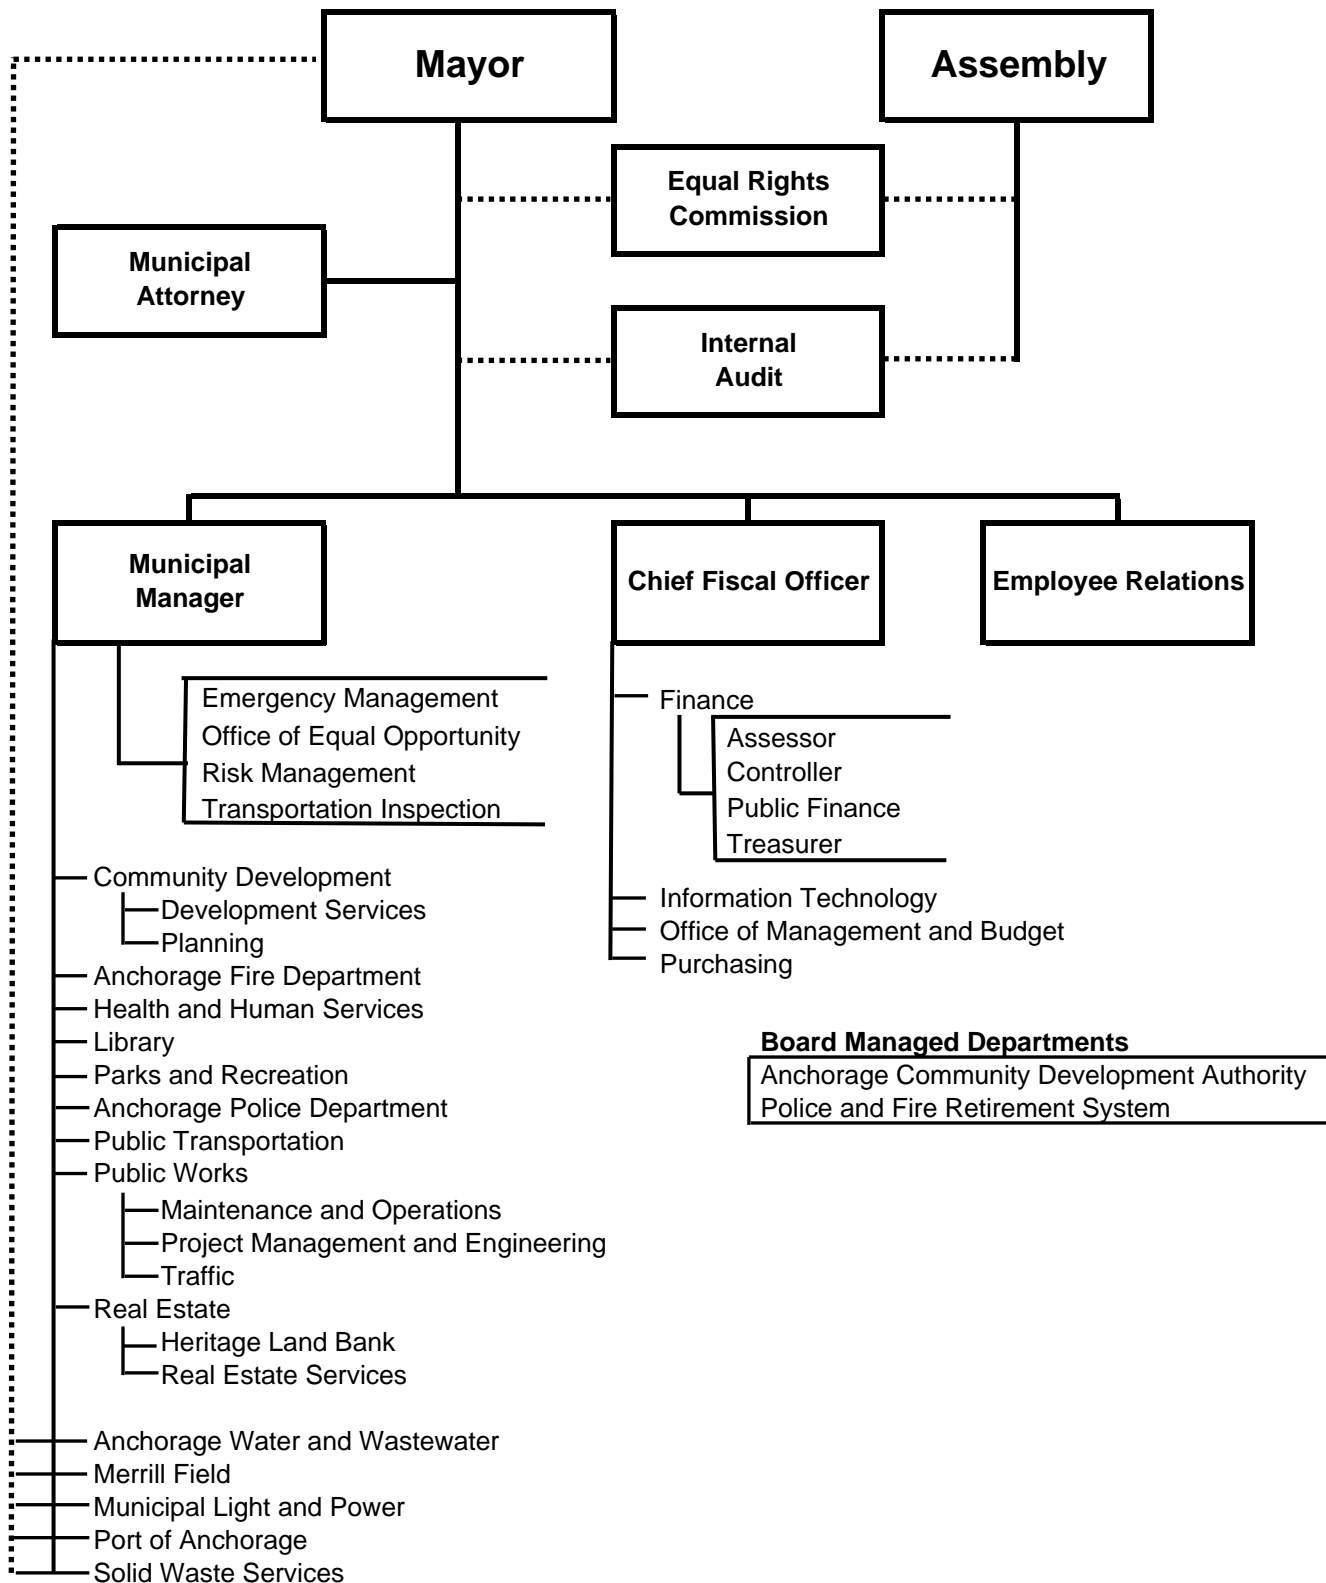 Mayor
Assembly
Equal Rights
Commission
Municipal
Attorney
Internal
Audit
Municipal
Manager
Chief Fiscal Officer
Employee Relations
Emergency Management
Office of Equal Opportunity
Risk Management
Transportation Inspection
Community Development
Development Services
Planning
Anchorage Fire Department
Health and Human Services
Library
Parks and Recreation
Anchorage Police Department
Public Transportation
Public Works
Maintenance and Operations
Project Management and Engineering
Traffic
Real Estate
Heritage Land Bank
Real Estate Services
Anchorage Water and Wastewater
Merrill Field
Municipal Light and Power
Port of Anchorage
Solid Waste Services
Finance
Assessor
Controller
Public Finance
Treasurer
Information Technology
Office of Management and Budget
Purchasing
Board Managed Departments
Anchorage Community Development Authority
Police and Fire Retirement System